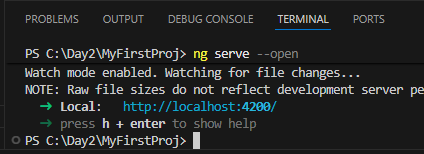 PROBLEMS OUTPUT DEBUG CONSOLE TERMINAL PORTS
PS C:\Day2\MyFirstProj> ng serve --open
Watch mode enabled. Watching for file changes...
NOTE: Raw file sizes do not reflect development server pe
➜ Local: http://localhost:4200/
➜ press h + enter to show help
PS C:\Day2\MyFirstProj>